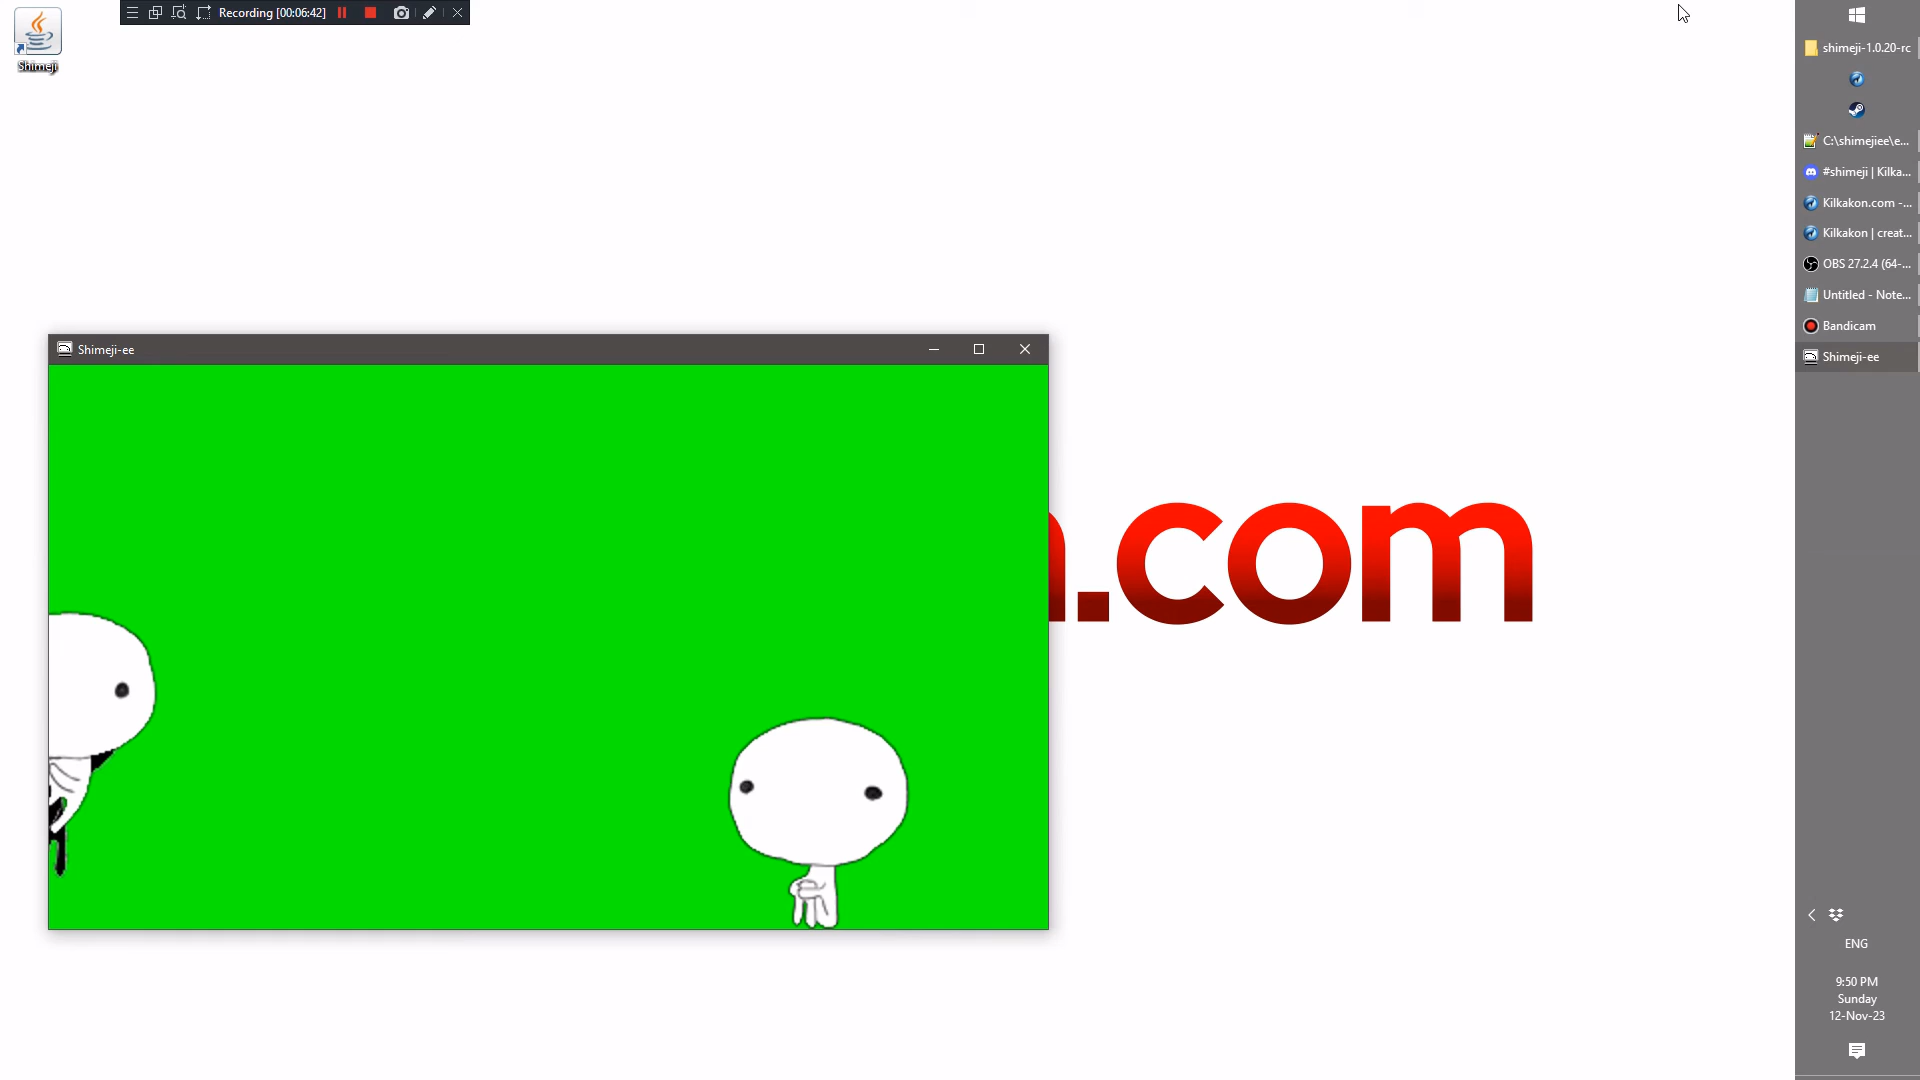 Recording [00:06:42]
Shimeji
Shimeji-ee
.com
shimeji-1.0.20-rc
C:\shimejiee\e...
#shimeji | Kilka...
Kilkakon.com -...
Kilkakon | creat...
OBS 27.2.4 (64-...
Untitled - Note...
Bandicam
Shimeji-ee
ENG
9:50 PM
Sunday
12-Nov-23